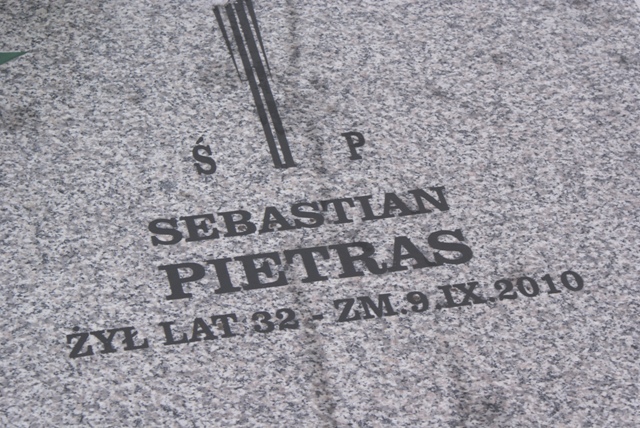 Ś P
SEBASTIAN
PIETRAS
ŻYŁ LAT 32 - ZM.9.IX.2010